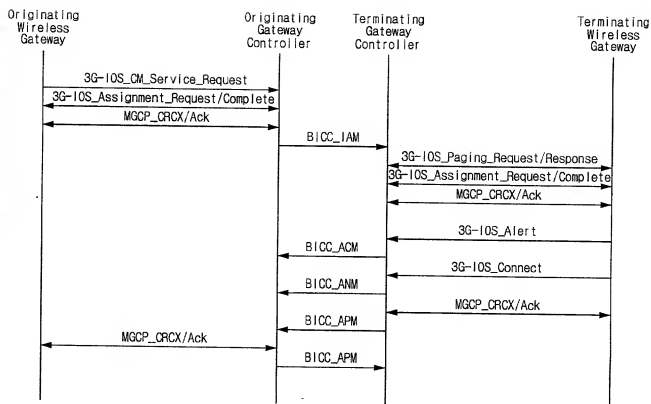 Originating
Wireless
Gateway
Originating
Gateway
Controller
Terminating
Gateway
Controller
Terminating
Wireless
Gateway
3G-IOS_CM_Service_Request
3G-IOS_Assignment_Request/Complete
MGCP_CRCX/Ack
BICC_IAM
3G-IOS_Paging_Request/Response
3G-IOS_Assignment_Request/Complete
MGCP_CRCX/Ack
3G-IOS_Alert
BICC_ACM
3G-IOS_Connect
BICC_ANM
MGCP_CRCX/Ack
BICC_APM
MGCP_CRCX/Ack
BICC_APM